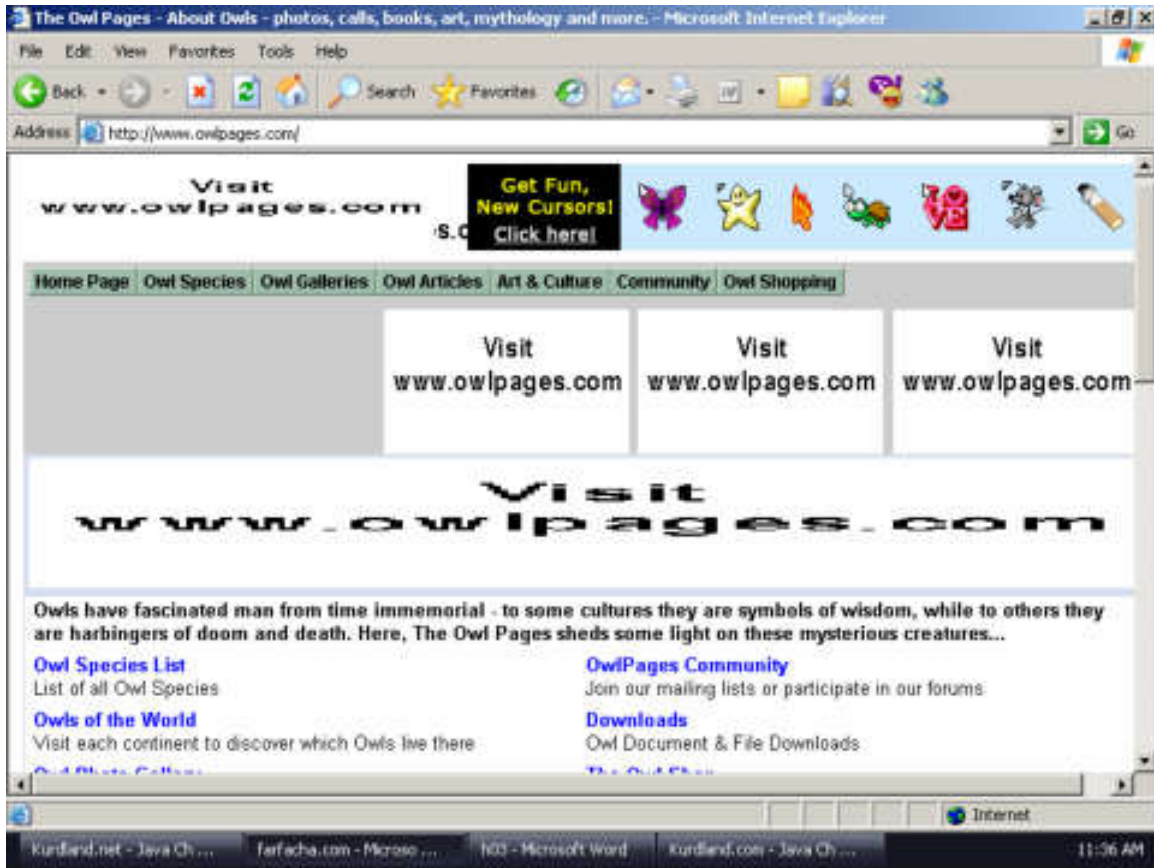 The Owl Pages - About Owls - photos, calls, books, art, mythology and more. - Microsoft Internet Explorer
File Edit View Favorites Tools Help
Back Search Favorites
Address http://www.owlpages.com/ Go
Visit
www.owlpages.com
Get Fun,
New Cursors!
Click here!
LOVE
Home Page Owl Species Owl Galleries Owl Articles Art & Culture Community Owl Shopping
Visit
www.owlpages.com
Visit
www.owlpages.com
Visit
www.owlpages.com
Visit
www.owlpages.com
Owls have fascinated man from time immemorial - to some cultures they are symbols of wisdom, while to others they
are harbingers of doom and death. Here, The Owl Pages sheds some light on these mysterious creatures...
Owl Species List
List of all Owl Species
Owls of the World
Visit each continent to discover which Owls live there
Owl Photo Gallery
OwlPages Community
Join our mailing lists or participate in our forums
Downloads
Owl Document & File Downloads
The Owl Shop
Internet
Kurdland.net - Java Ch... farfacha.com - Microso... h03 - Microsoft Word Kurdland.com - Java Ch... 11:36 AM